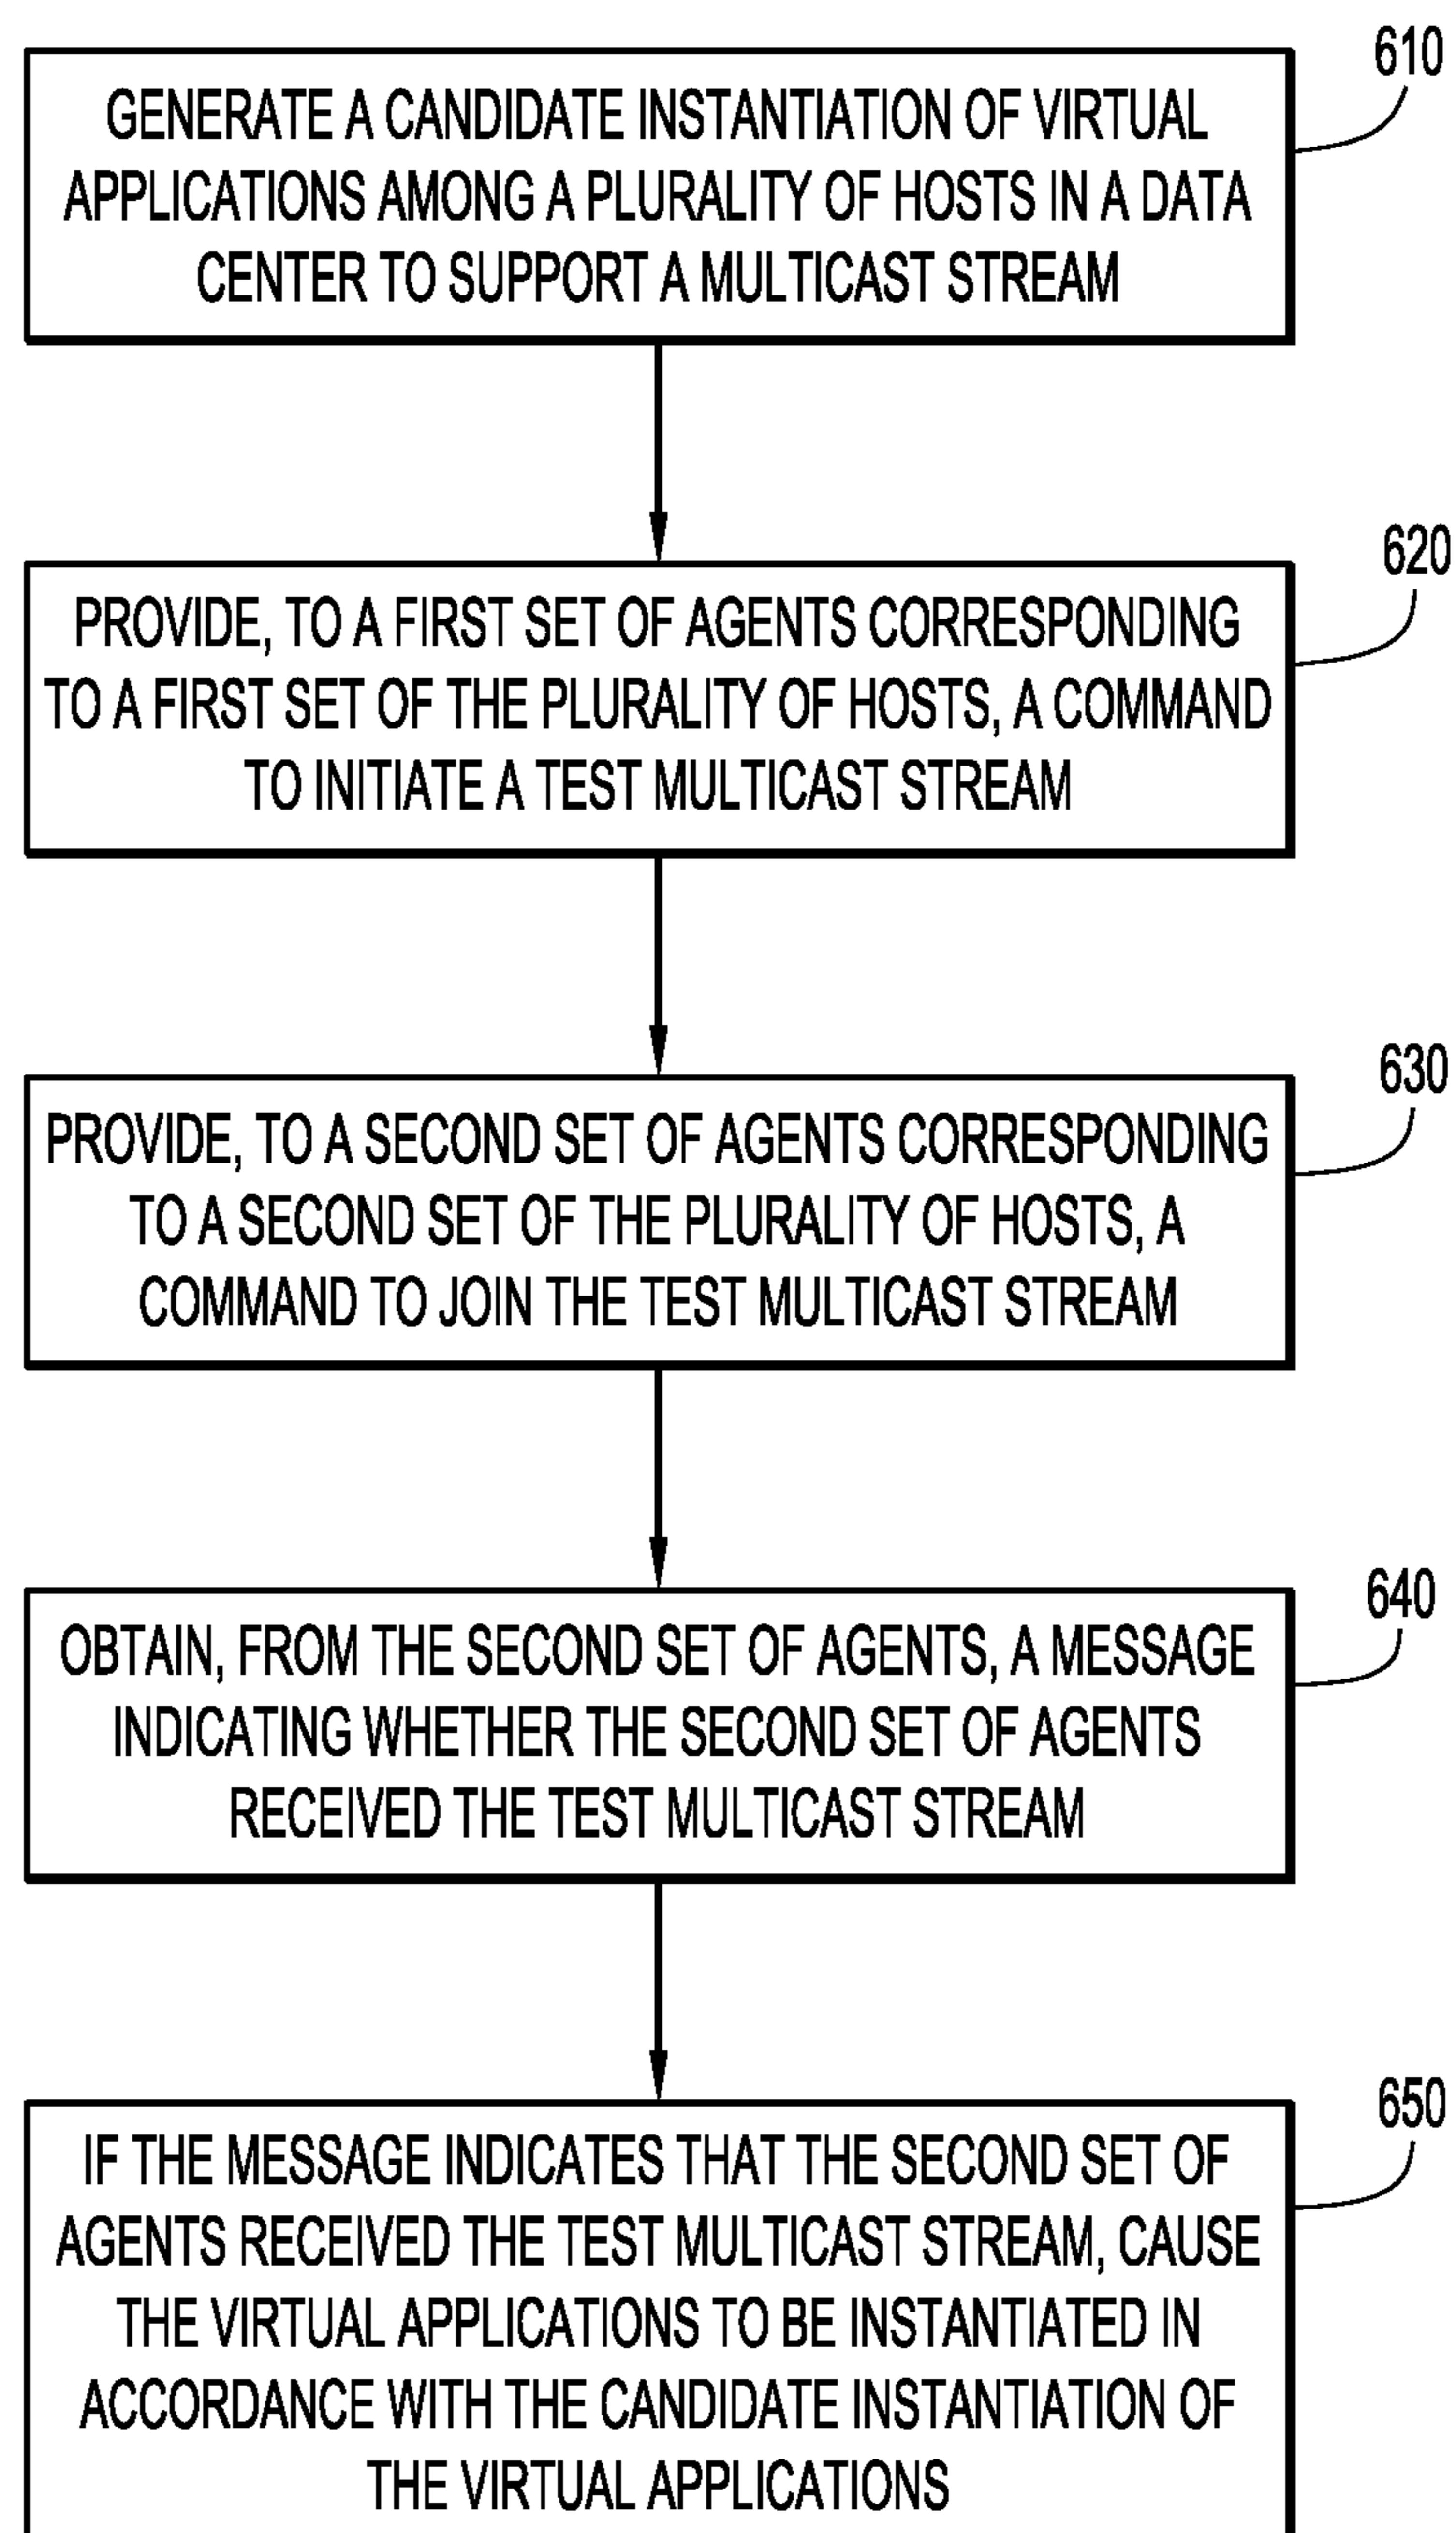 610
GENERATE A CANDIDATE INSTANTIATION OF VIRTUAL
APPLICATIONS AMONG A PLURALITY OF HOSTS IN A DATA
CENTER TO SUPPORT A MULTICAST STREAM
620
PROVIDE, TO A FIRST SET OF AGENTS CORRESPONDING
TO A FIRST SET OF THE PLURALITY OF HOSTS, A COMMAND
TO INITIATE A TEST MULTICAST STREAM
630
PROVIDE, TO A SECOND SET OF AGENTS CORRESPONDING
TO A SECOND SET OF THE PLURALITY OF HOSTS, A
COMMAND TO JOIN THE TEST MULTICAST STREAM
640
OBTAIN, FROM THE SECOND SET OF AGENTS, A MESSAGE
INDICATING WHETHER THE SECOND SET OF AGENTS
RECEIVED THE TEST MULTICAST STREAM
650
IF THE MESSAGE INDICATES THAT THE SECOND SET OF
AGENTS RECEIVED THE TEST MULTICAST STREAM, CAUSE
THE VIRTUAL APPLICATIONS TO BE INSTANTIATED IN
ACCORDANCE WITH THE CANDIDATE INSTANTIATION OF
THE VIRTUAL APPLICATIONS